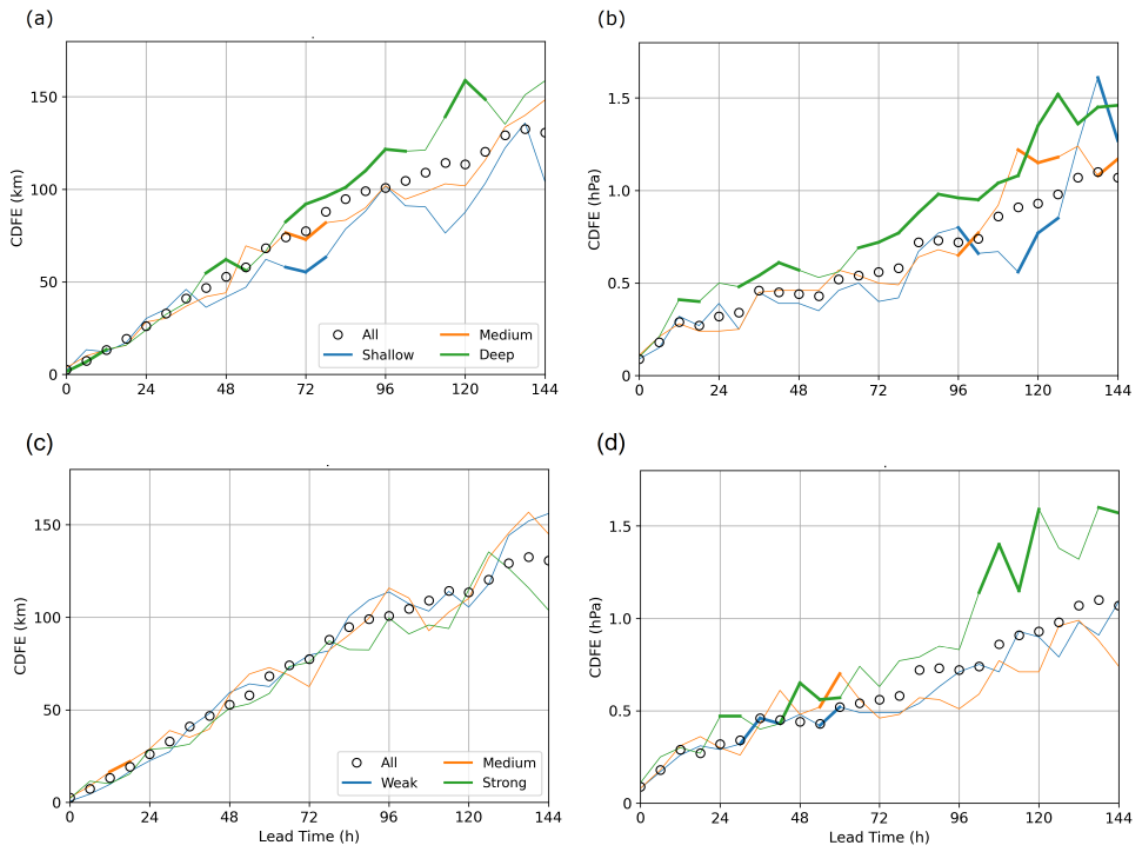 (a)
(b)
CDFE (km)
150
100
50
0
0 24 48 72 96 120 144
All Medium
Shallow Deep
CDFE (hPa)
1.5
1.0
0.5
0
0 24 48 72 96 120 144
(c)
(d)
CDFE (km)
150
100
50
0
0 24 48 72 96 120 144
Lead Time (h)
All Medium
Weak Strong
CDFE (hPa)
1.5
1.0
0.5
0
0 24 48 72 96 120 144
Lead Time (h)